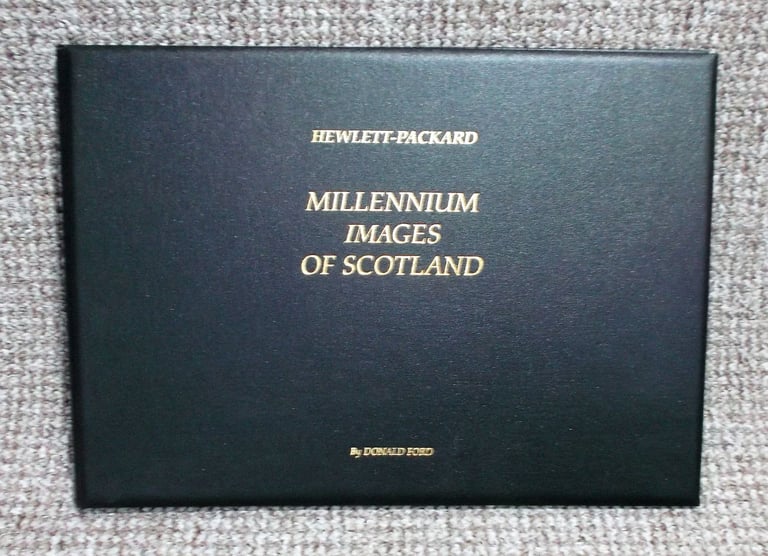 HEWLETT-PACKARD
MILLENNIUM
IMAGES
OF SCOTLAND
By DONALD FORD